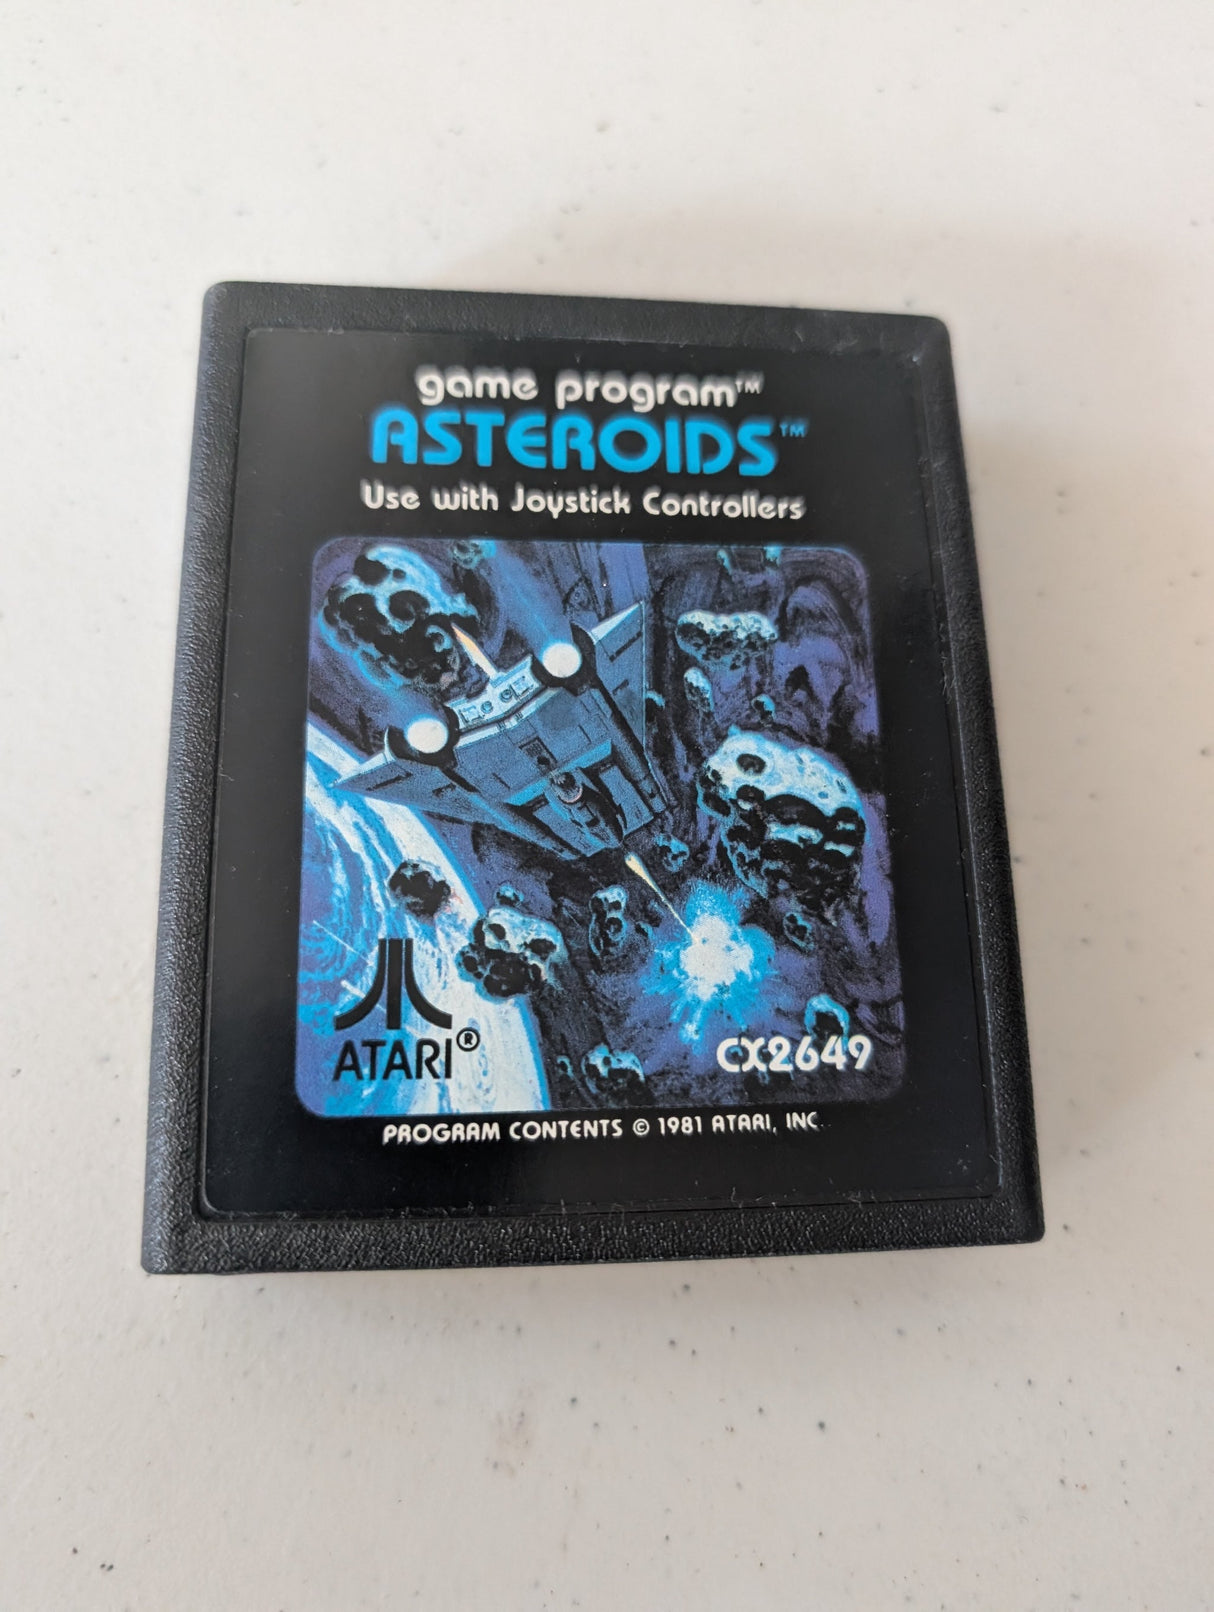 game program™
ASTEROIDS™
Use with Joystick Controllers
ATARI®
CX2649
PROGRAM CONTENTS © 1981 ATARI, INC.